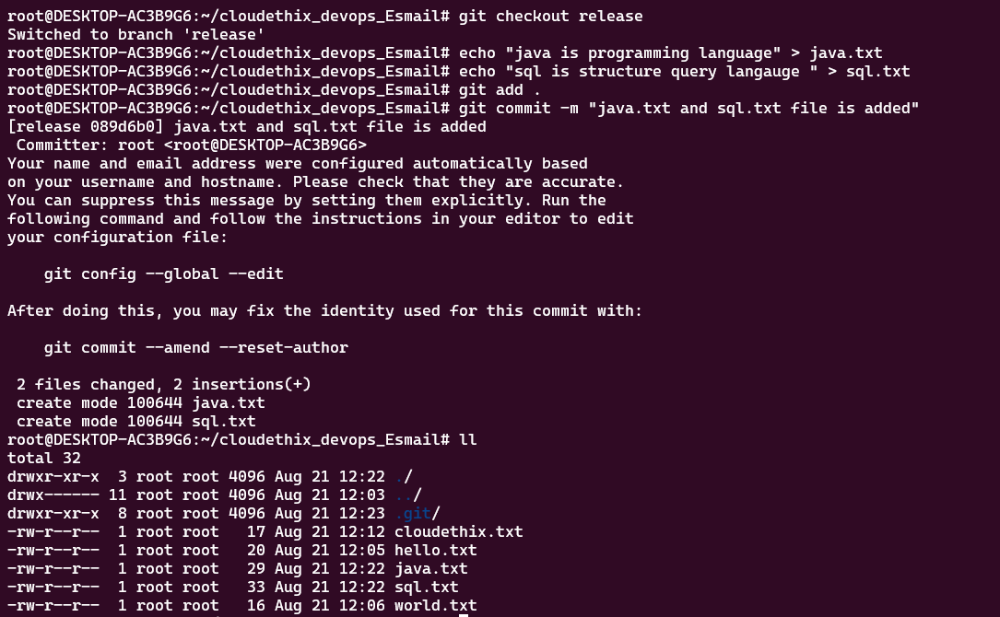 root@DESKTOP-AC3B9G6:~/cloudethix_devops_Esmail# git checkout release
Switched to branch 'release'
root@DESKTOP-AC3B9G6:~/cloudethix_devops_Esmail# echo "java is programming language" > java.txt
root@DESKTOP-AC3B9G6:~/cloudethix_devops_Esmail# echo "sql is structure query langauge " > sql.txt
root@DESKTOP-AC3B9G6:~/cloudethix_devops_Esmail# git add .
root@DESKTOP-AC3B9G6:~/cloudethix_devops_Esmail# git commit -m "java.txt and sql.txt file is added"
[release 089d6b0] java.txt and sql.txt file is added
 Committer: root <root@DESKTOP-AC3B9G6>
Your name and email address were configured automatically based
on your username and hostname. Please check that they are accurate.
You can suppress this message by setting them explicitly. Run the
following command and follow the instructions in your editor to edit
your configuration file:

    git config --global --edit

After doing this, you may fix the identity used for this commit with:

    git commit --amend --reset-author

 2 files changed, 2 insertions(+)
 create mode 100644 java.txt
 create mode 100644 sql.txt
root@DESKTOP-AC3B9G6:~/cloudethix_devops_Esmail# ll
total 32
drwxr-xr-x  3 root root 4096 Aug 21 12:22 ./
drwx------ 11 root root 4096 Aug 21 12:03 ../
drwxr-xr-x  8 root root 4096 Aug 21 12:23 .git/
-rw-r--r--  1 root root   17 Aug 21 12:12 cloudethix.txt
-rw-r--r--  1 root root   20 Aug 21 12:05 hello.txt
-rw-r--r--  1 root root   29 Aug 21 12:22 java.txt
-rw-r--r--  1 root root   33 Aug 21 12:22 sql.txt
-rw-r--r--  1 root root   16 Aug 21 12:06 world.txt